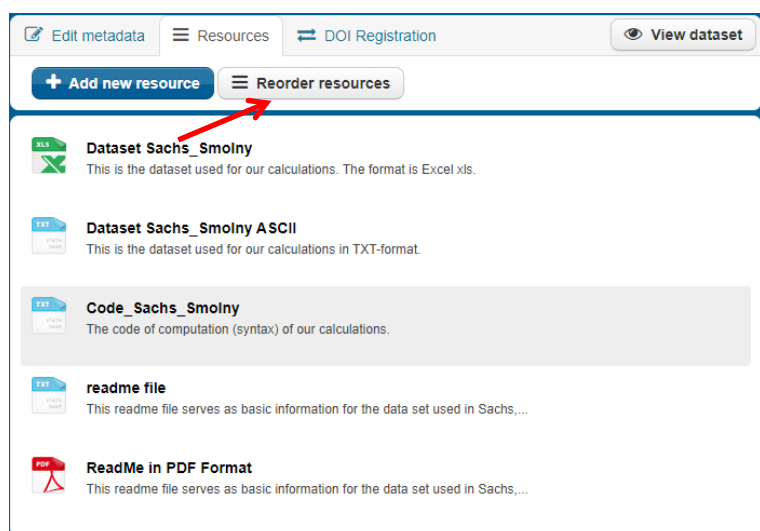 Edit metadata
Resources
DOI Registration
View dataset
Add new resource
Reorder resources
XLS
Dataset Sachs_Smolny
This is the dataset used for our calculations. The format is Excel xls.
TXT
Dataset Sachs_Smolny ASCII
This is the dataset used for our calculations in TXT-format.
TXT
Code_Sachs_Smolny
The code of computation (syntax) of our calculations.
TXT
readme file
This readme file serves as basic information for the data set used in Sachs,...
PDF
ReadMe in PDF Format
This readme file serves as basic information for the data set used in Sachs,...